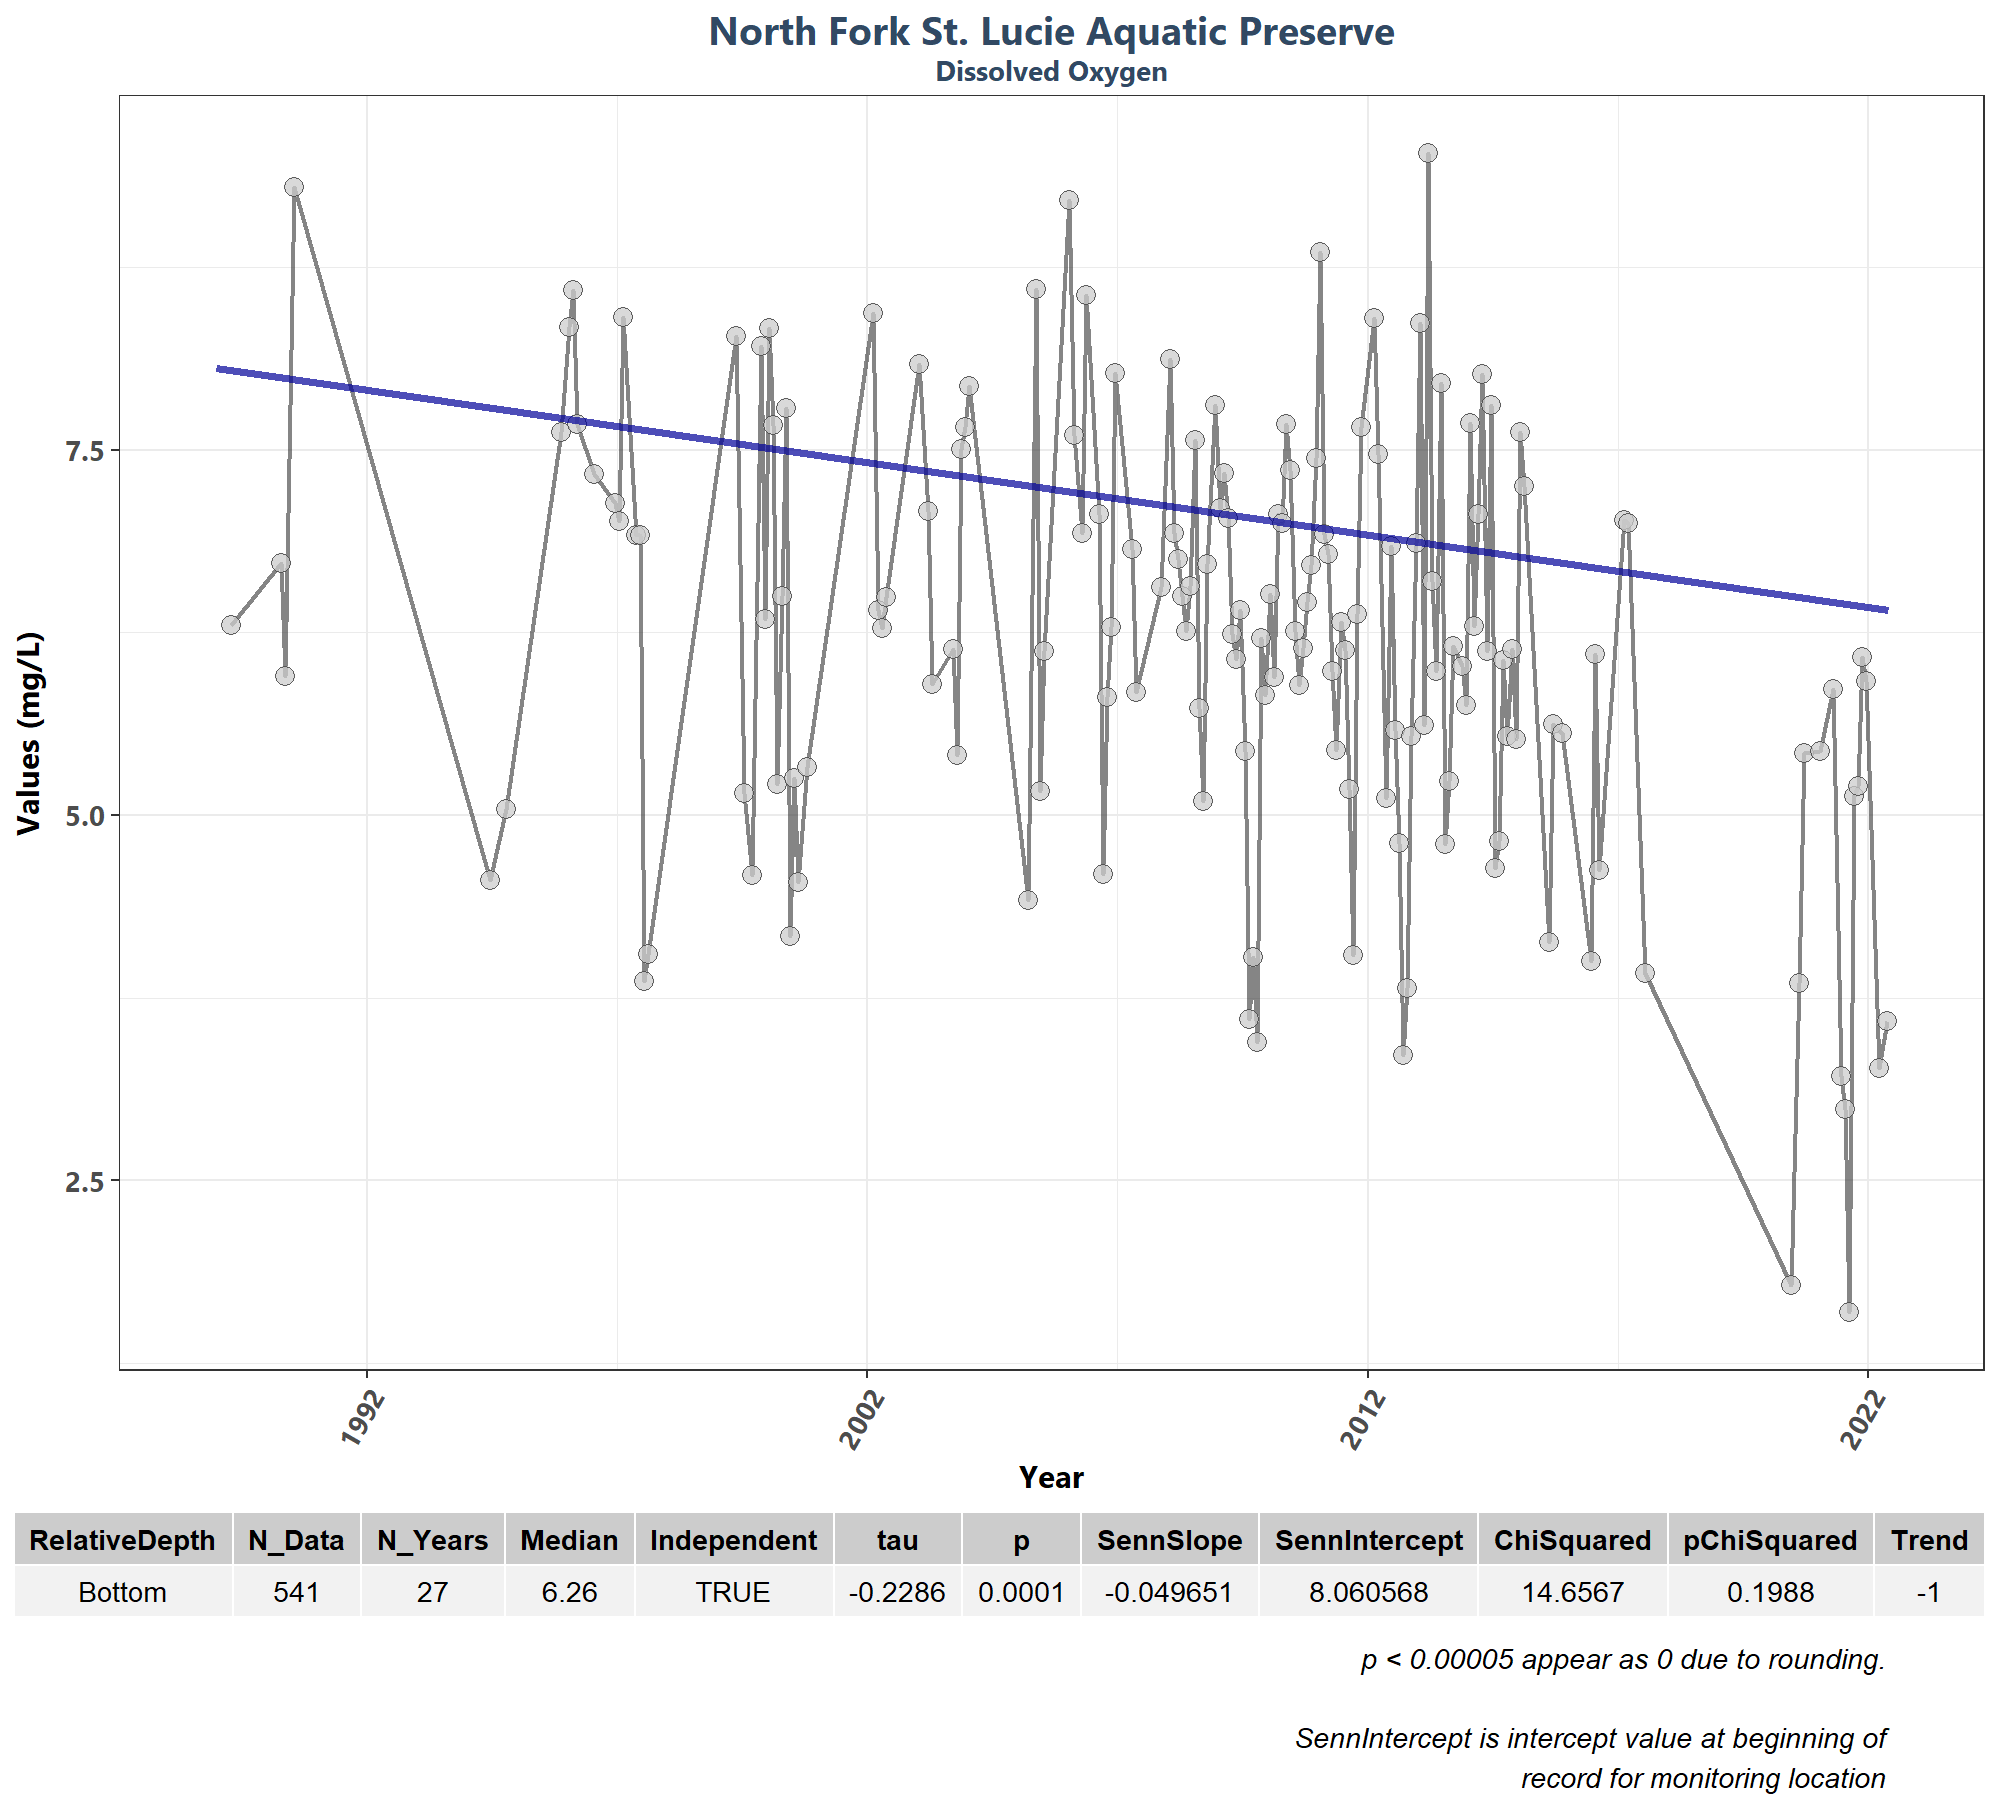 North Fork St. Lucie Aquatic Preserve
Dissolved Oxygen
Values (mg/L)
7.5
5.0
2.5
1992
2002
2012
2022
Year
RelativeDepth N_Data N_Years Median Independent tau p SennSlope SennIntercept ChiSquared pChiSquared Trend
Bottom 541 27 6.26 TRUE -0.2286 0.0001 -0.049651 8.060568 14.6567 0.1988 -1
p < 0.00005 appear as 0 due to rounding.
SennIntercept is intercept value at beginning of
record for monitoring location